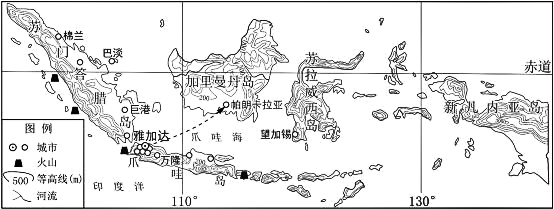 苏门答腊岛
棉兰
巴淡
巨港
加里曼丹岛
200
帕朗卡拉亚
苏拉威西岛
望加锡
赤道
新几内亚岛
雅加达
爪哇海
万隆
爪哇岛
印度洋
图 例
城市
火山
500 等高线(m)
河流
110°
130°